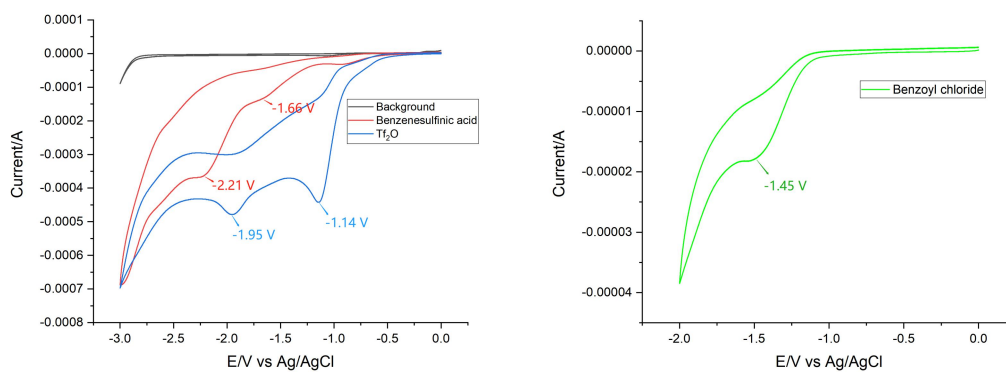 0.0001
0.0000
-0.0001
-0.0002
-0.0003
-0.0004
-0.0005
-0.0006
-0.0007
-0.0008
Current/A
-3.0 -2.5 -2.0 -1.5 -1.0 -0.5 0.0
E/V vs Ag/AgCl
Background
Benzenesulfinic acid
Tf₂O
-1.66 V
-2.21 V
-1.95 V
-1.14 V
0.00000
-0.00001
-0.00002
-0.00003
-0.00004
Current/A
-2.0 -1.5 -1.0 -0.5 0.0
E/V vs Ag/AgCl
Benzoyl chloride
-1.45 V